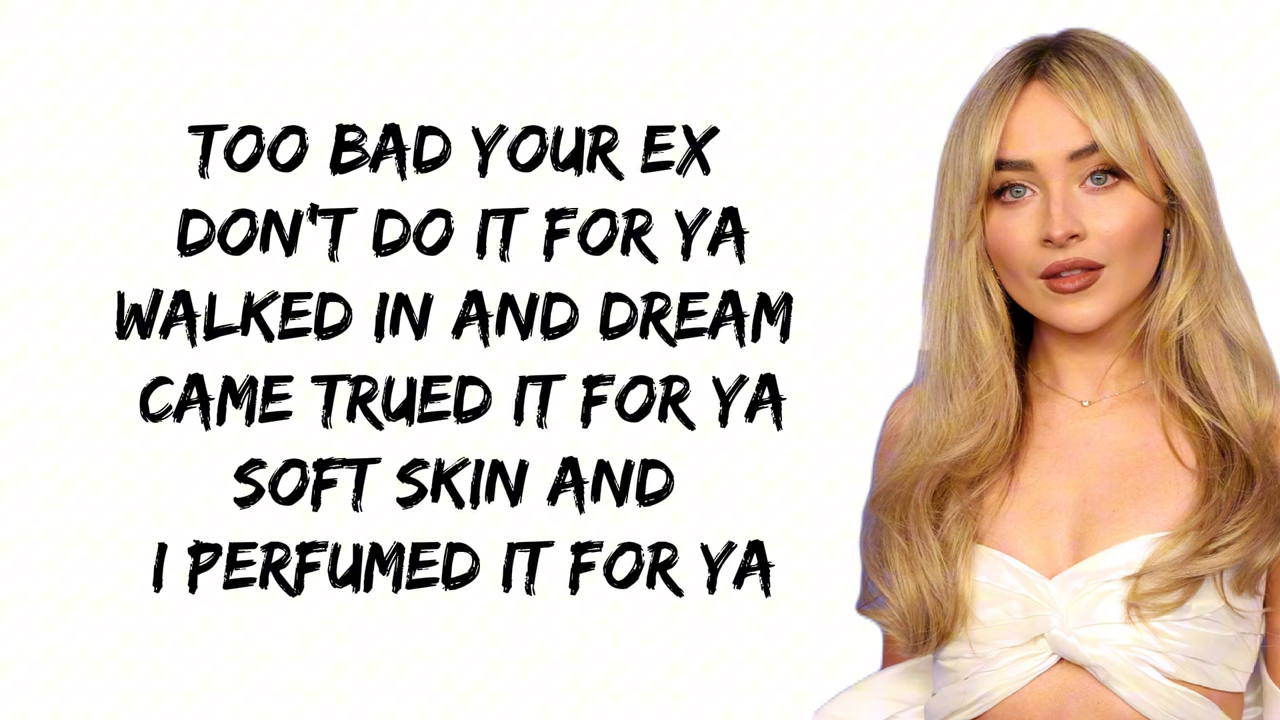 TOO BAD YOUR EX
DON'T DO IT FOR YA
WALKED IN AND DREAM
CAME TRUED IT FOR YA
SOFT SKIN AND
I PERFUMED IT FOR YA